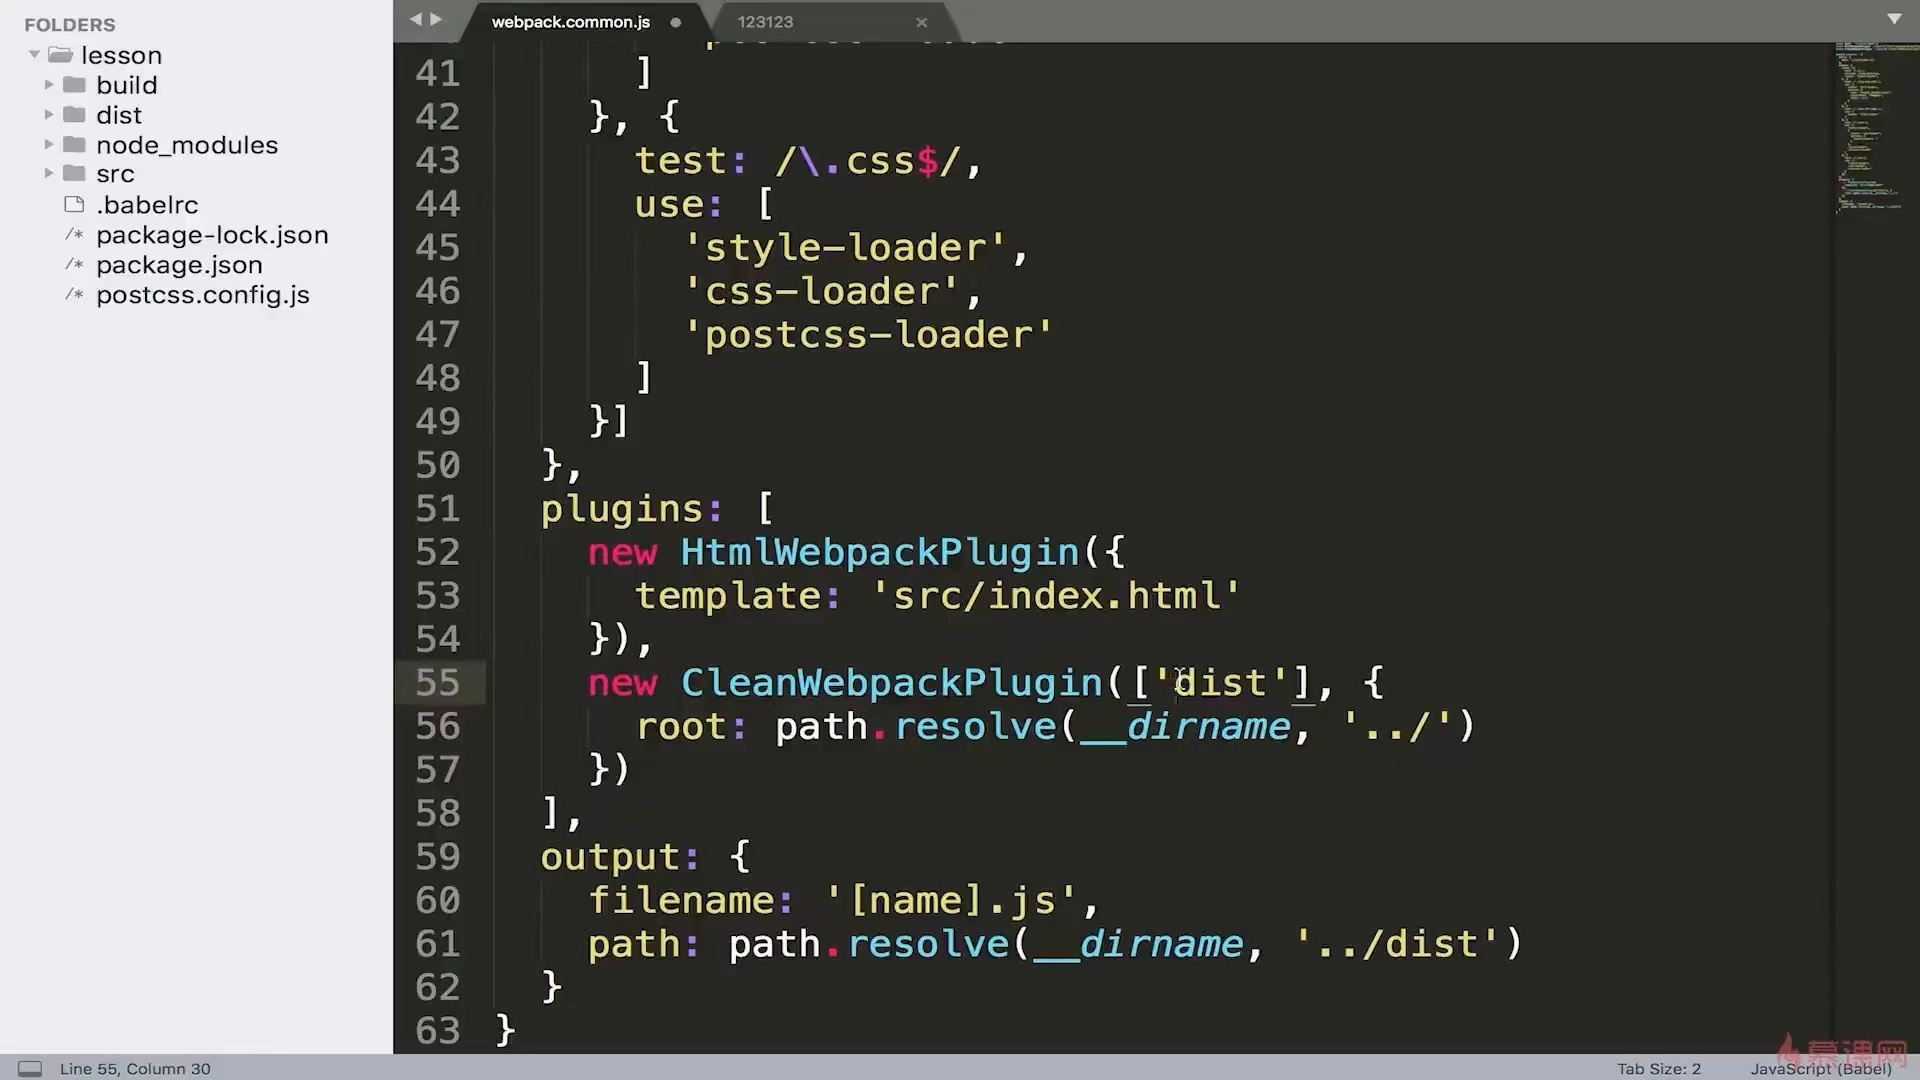 FOLDERS
lesson
build
dist
node_modules
src
.babelrc
/* package-lock.json
/* package.json
/* postcss.config.js
webpack.common.js
123123
41 ]
42 }, {
43 test: /\.css$/,
44 use: [
45 'style-loader',
46 'css-loader',
47 'postcss-loader'
48 ]
49 }]
50 },
51 plugins: [
52 new HtmlWebpackPlugin({
53 template: 'src/index.html'
54 }),
55 new CleanWebpackPlugin(['dist'], {
56 root: path.resolve(__dirname, '../')
57 })
58 ],
59 output: {
60 filename: '[name].js',
61 path: path.resolve(__dirname, '../dist')
62 }
63 }
Line 55, Column 30
Tab Size: 2
JavaScript (Babel)
慕课网